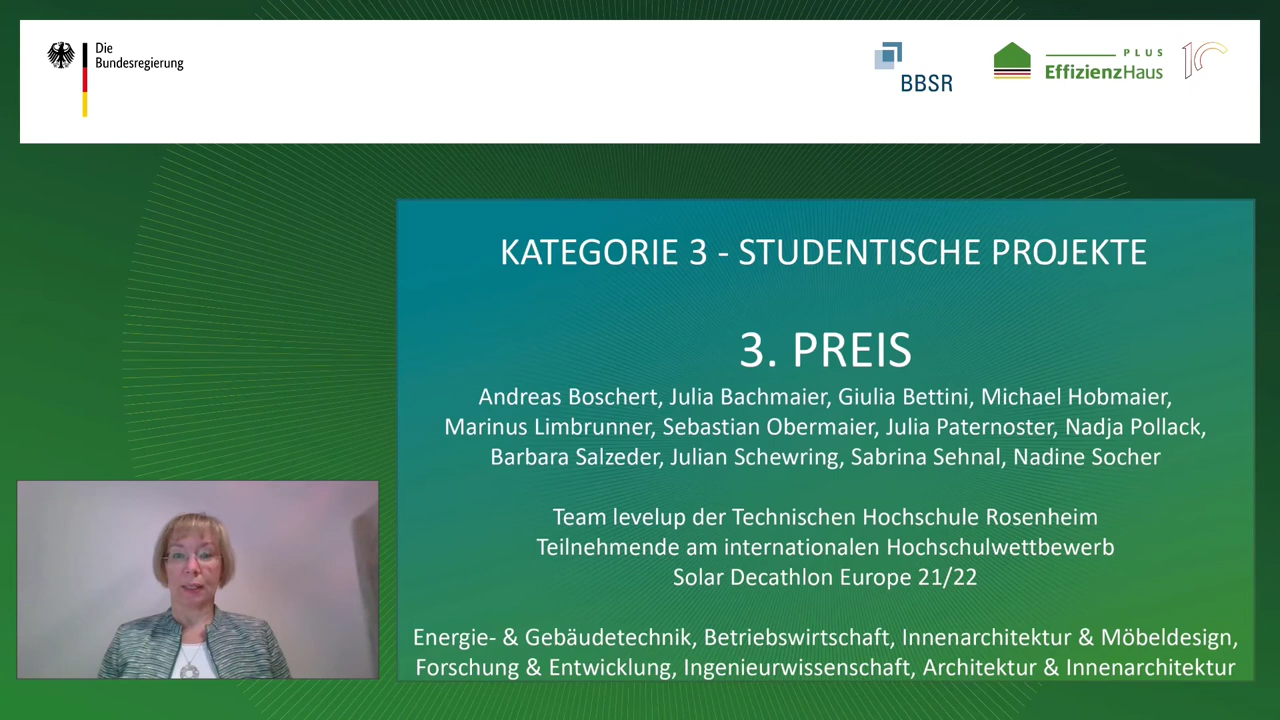 Die
Bundesregierung
BBSR
PLUS
EffizienzHaus
10
KATEGORIE 3 - STUDENTISCHE PROJEKTE
3. PREIS
Andreas Boschert, Julia Bachmaier, Giulia Bettini, Michael Hobmaier,
Marinus Limbrunner, Sebastian Obermaier, Julia Paternoster, Nadja Pollack,
Barbara Salzeder, Julian Schewring, Sabrina Sehnal, Nadine Socher
Team levelup der Technischen Hochschule Rosenheim
Teilnehmende am internationalen Hochschulwettbewerb
Solar Decathlon Europe 21/22
Energie- & Gebäudetechnik, Betriebswirtschaft, Innenarchitektur & Möbeldesign,
Forschung & Entwicklung, Ingenieurwissenschaft, Architektur & Innenarchitektur